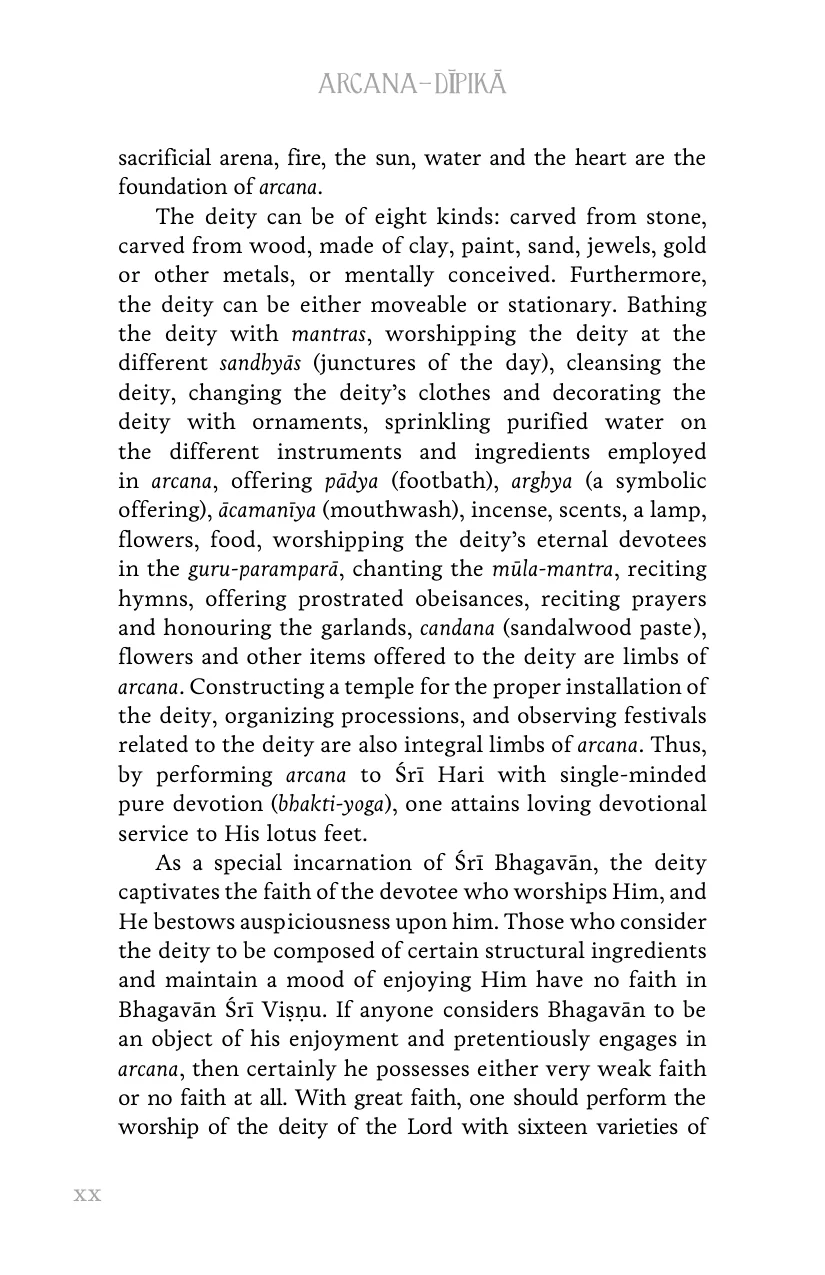 ARCANA–DĪPIKĀ
sacrificial arena, fire, the sun, water and the heart are the
foundation of arcana.
The deity can be of eight kinds: carved from stone,
carved from wood, made of clay, paint, sand, jewels, gold
or other metals, or mentally conceived. Furthermore,
the deity can be either moveable or stationary. Bathing
the deity with mantras, worshipping the deity at the
different sandhyās (junctures of the day), cleansing the
deity, changing the deity’s clothes and decorating the
deity with ornaments, sprinkling purified water on
the different instruments and ingredients employed
in arcana, offering pādya (footbath), arghya (a symbolic
offering), ācamanīya (mouthwash), incense, scents, a lamp,
flowers, food, worshipping the deity’s eternal devotees
in the guru-paramparā, chanting the mūla-mantra, reciting
hymns, offering prostrated obeisances, reciting prayers
and honouring the garlands, candana (sandalwood paste),
flowers and other items offered to the deity are limbs of
arcana. Constructing a temple for the proper installation of
the deity, organizing processions, and observing festivals
related to the deity are also integral limbs of arcana. Thus,
by performing arcana to Śrī Hari with single-minded
pure devotion (bhakti-yoga), one attains loving devotional
service to His lotus feet.
As a special incarnation of Śrī Bhagavān, the deity
captivates the faith of the devotee who worships Him, and
He bestows auspiciousness upon him. Those who consider
the deity to be composed of certain structural ingredients
and maintain a mood of enjoying Him have no faith in
Bhagavān Śrī Viṣṇu. If anyone considers Bhagavān to be
an object of his enjoyment and pretentiously engages in
arcana, then certainly he possesses either very weak faith
or no faith at all. With great faith, one should perform the
worship of the deity of the Lord with sixteen varieties of
xx